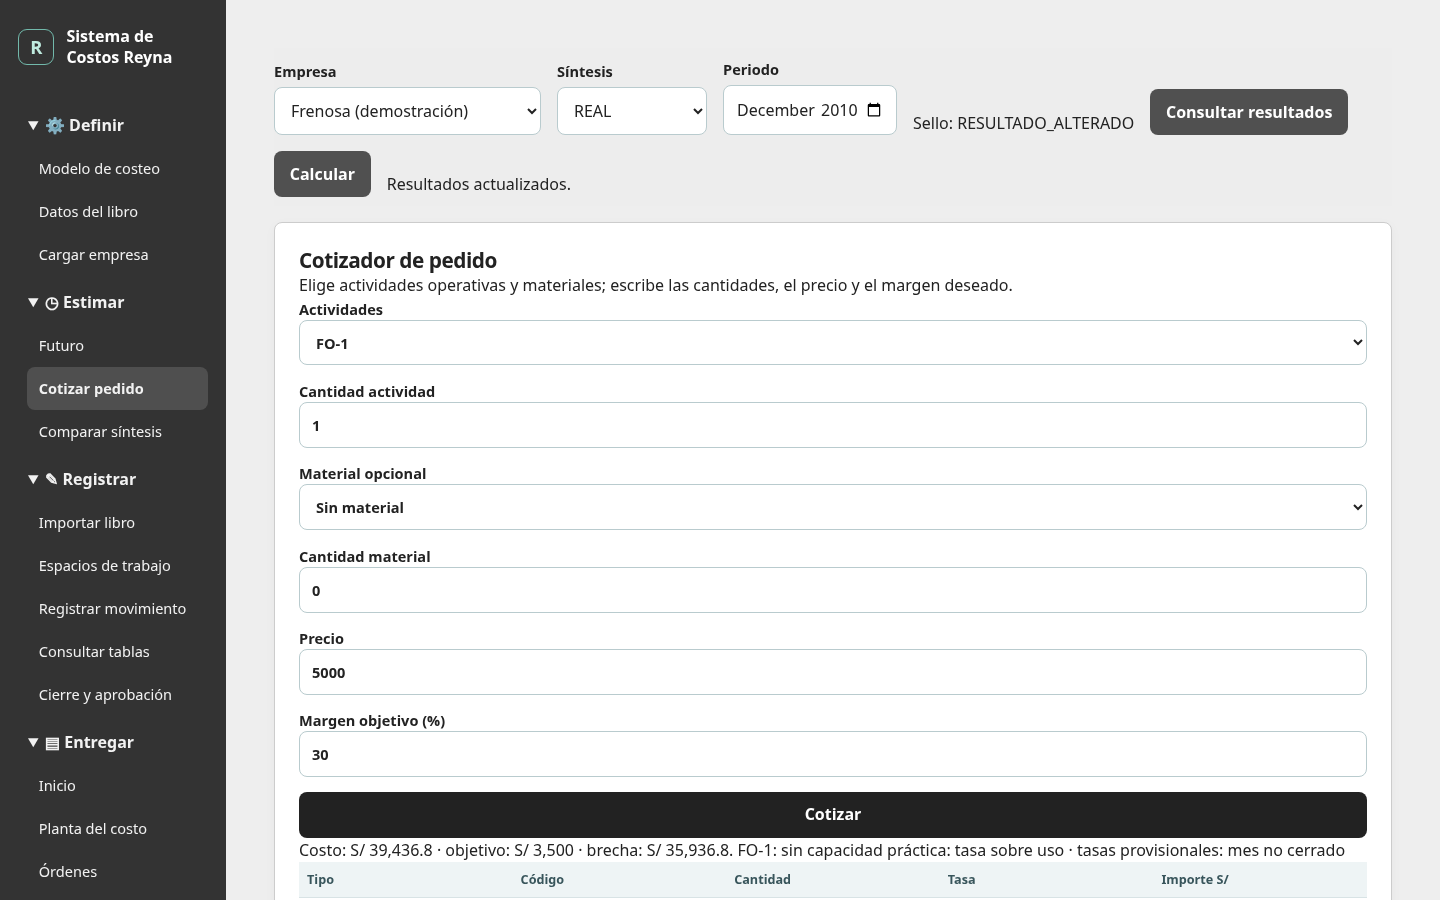 R
Sistema de
Costos Reyna
▼ ⚙️ Definir
Modelo de costeo
Datos del libro
Cargar empresa
▼ ◷ Estimar
Futuro
Cotizar pedido
Comparar síntesis
▼ ✎ Registrar
Importar libro
Espacios de trabajo
Registrar movimiento
Consultar tablas
Cierre y aprobación
▼ ▤ Entregar
Inicio
Planta del costo
Órdenes
Empresa
Frenosa (demostración)
Síntesis
REAL
Periodo
December 2010
Sello: RESULTADO_ALTERADO
Consultar resultados
Calcular
Resultados actualizados.
Cotizador de pedido
Elige actividades operativas y materiales; escribe las cantidades, el precio y el margen deseado.
Actividades
FO-1
Cantidad actividad
1
Material opcional
Sin material
Cantidad material
0
Precio
5000
Margen objetivo (%)
30
Cotizar
Costo: S/ 39,436.8 · objetivo: S/ 3,500 · brecha: S/ 35,936.8. FO-1: sin capacidad práctica: tasa sobre uso · tasas provisionales: mes no cerrado
Tipo Código Cantidad Tasa Importe S/